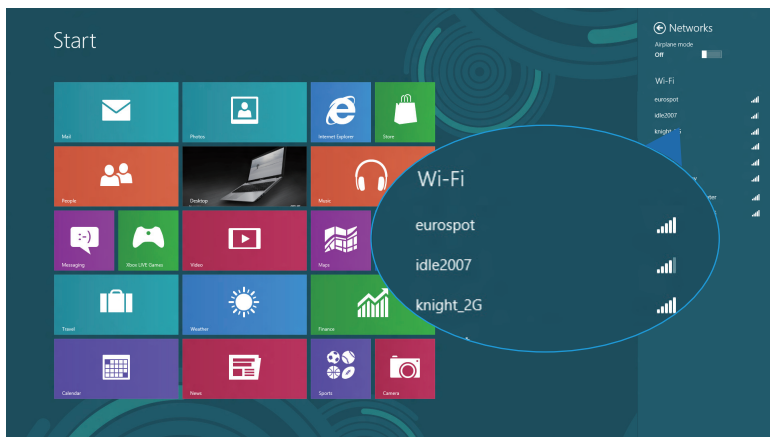 Start
Networks
Airplane mode
Off
Wi-Fi
eurospot
idle2007
Mail
Photos
Internet Explorer
Store
People
Desktop
Music
Messaging
Xbox LIVE Games
Video
Maps
Travel
Weather
Finance
Calendar
News
Sports
Camera
Wi-Fi
eurospot
idle2007
knight_2G